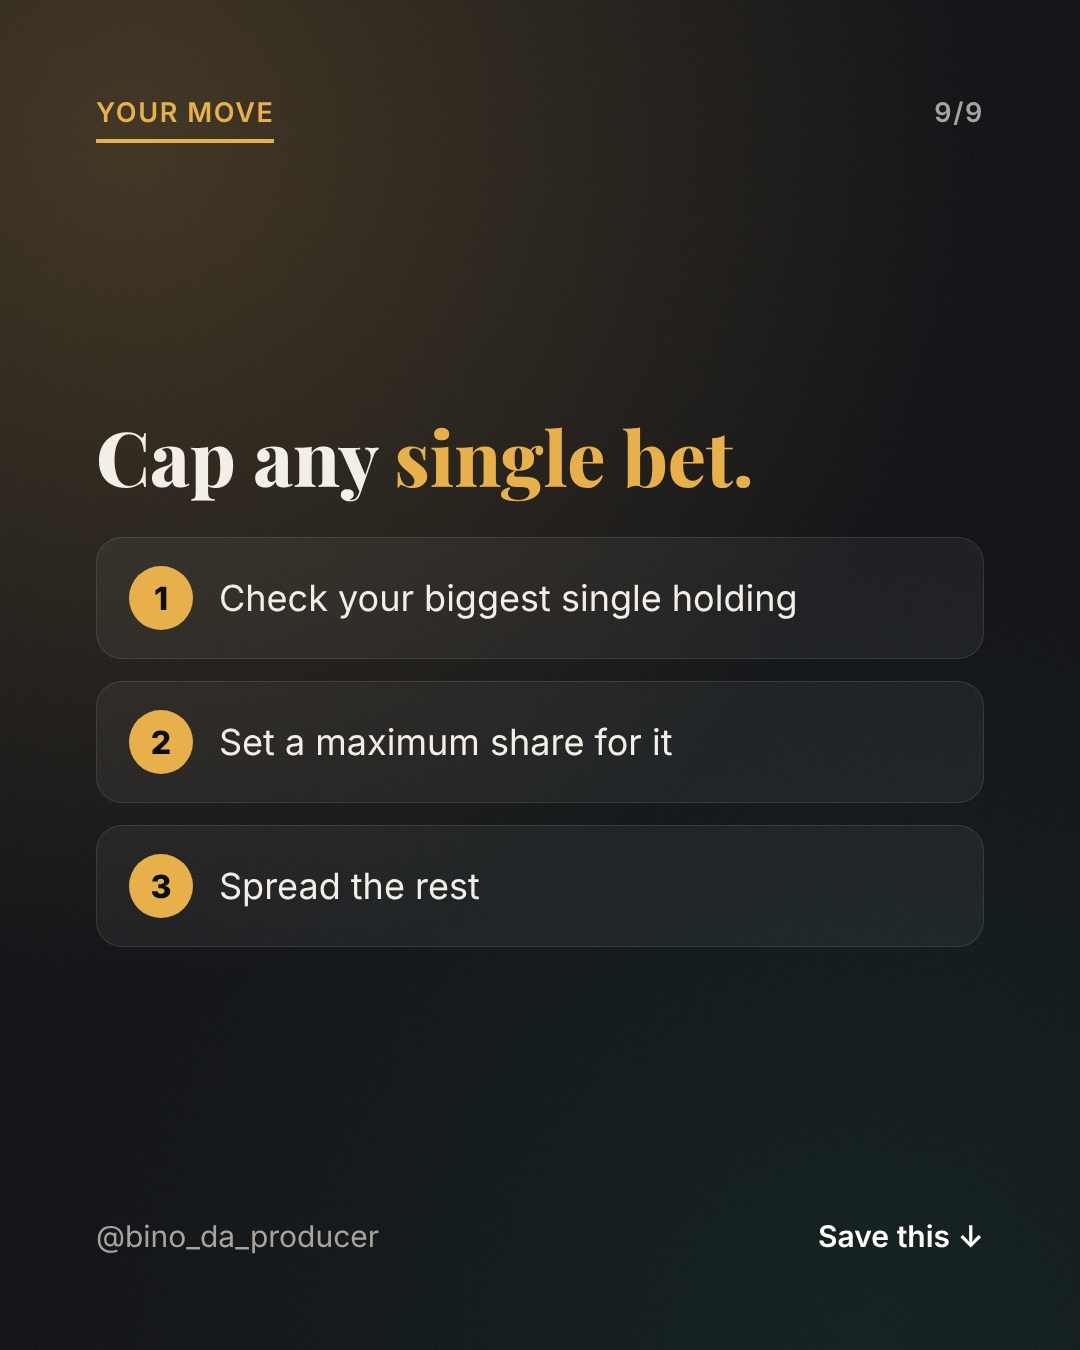 YOUR MOVE
9/9
Cap any single bet.
1 Check your biggest single holding
2 Set a maximum share for it
3 Spread the rest
@bino_da_producer
Save this ↓